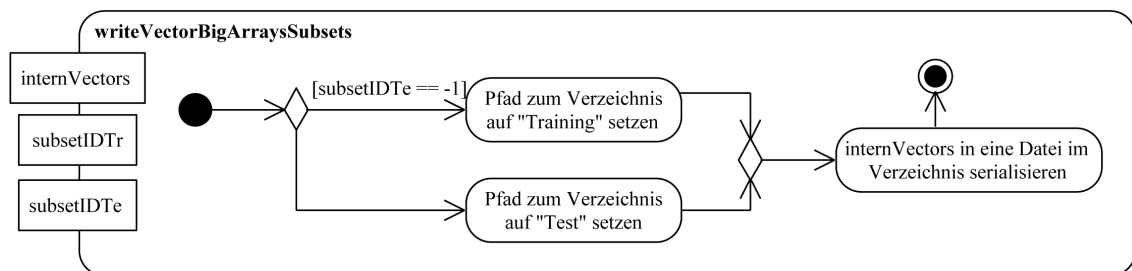 writeVectorBigArraysSubsets
internVectors
subsetIDTr
subsetIDTe
[subsetIDTe == -1]
Pfad zum Verzeichnis
auf "Training" setzen
Pfad zum Verzeichnis
auf "Test" setzen
internVectors in eine Datei im
Verzeichnis serialisieren